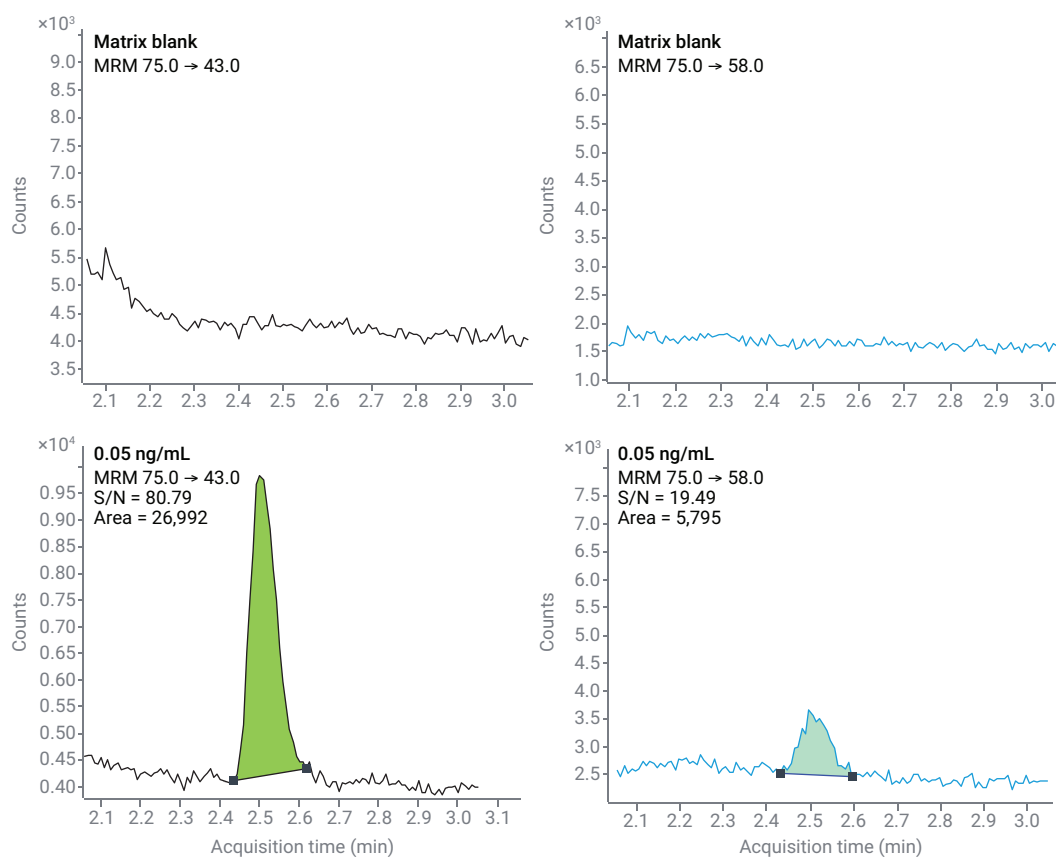 ×10³
Matrix blank
MRM 75.0 → 43.0
9.0
8.5
8.0
7.5
7.0
6.5
6.0
5.5
5.0
4.5
4.0
3.5
Counts
2.1 2.2 2.3 2.4 2.5 2.6 2.7 2.8 2.9 3.0
×10³
Matrix blank
MRM 75.0 → 58.0
6.5
6.0
5.5
5.0
4.5
4.0
3.5
3.0
2.5
2.0
1.5
1.0
Counts
2.1 2.2 2.3 2.4 2.5 2.6 2.7 2.8 2.9 3.0
×10⁴
0.05 ng/mL
MRM 75.0 → 43.0
S/N = 80.79
Area = 26,992
0.95
0.90
0.85
0.80
0.75
0.70
0.65
0.60
0.55
0.50
0.45
0.40
Counts
2.1 2.2 2.3 2.4 2.5 2.6 2.7 2.8 2.9 3.0 3.1
Acquisition time (min)
×10³
0.05 ng/mL
MRM 75.0 → 58.0
S/N = 19.49
Area = 5,795
7.5
7.0
6.5
6.0
5.5
5.0
4.5
4.0
3.5
3.0
2.5
Counts
2.1 2.2 2.3 2.4 2.5 2.6 2.7 2.8 2.9 3.0
Acquisition time (min)